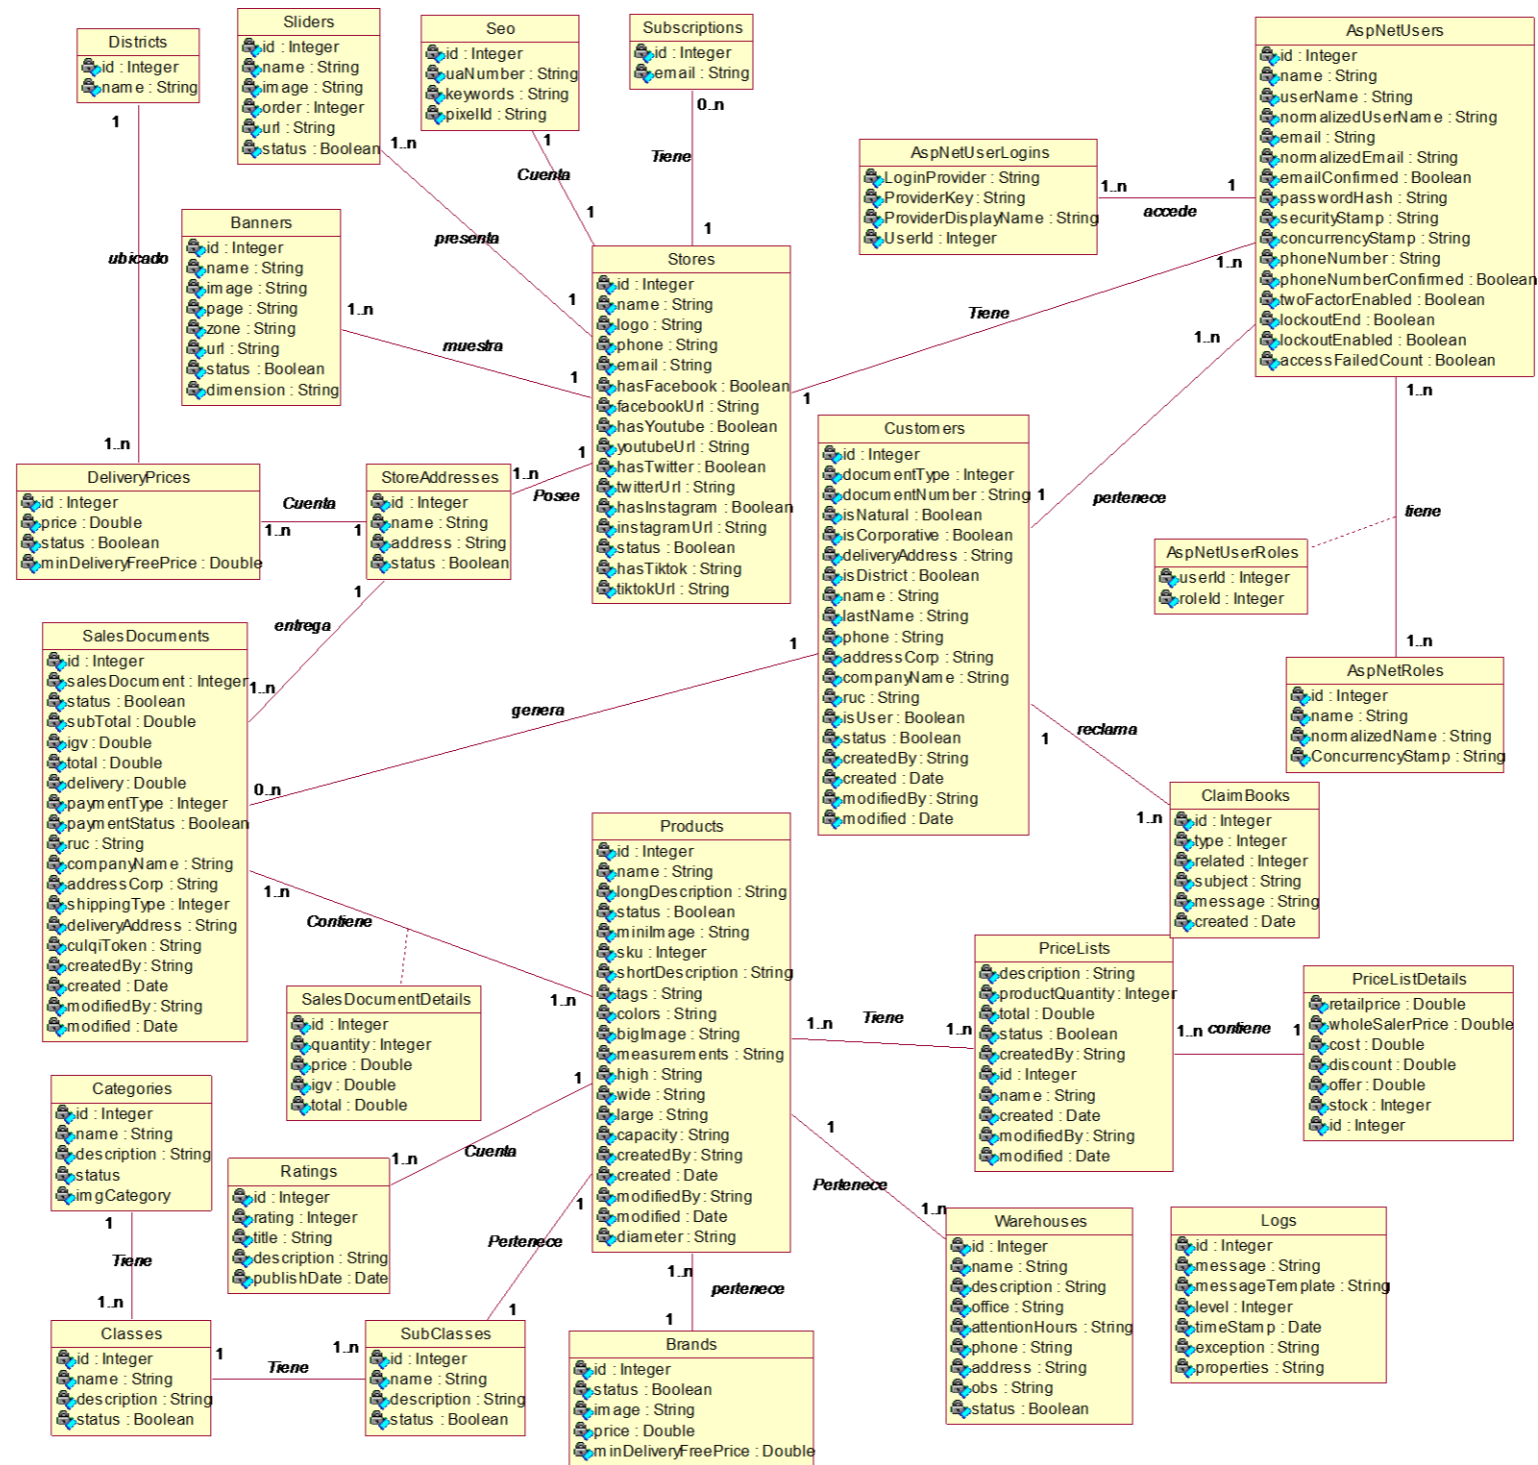 Districts
id : Integer
name : String
Sliders
id : Integer
name : String
image : String
order : Integer
url : String
status : Boolean
Seo
id : Integer
uaNumber : String
keywords : String
pixelId : String
Subscriptions
id : Integer
email : String
AspNetUsers
id : Integer
name : String
userName : String
normalizedUserName : String
email : String
normalizedEmail : String
emailConfirmed : Boolean
passwordHash : String
securityStamp : String
concurrencyStamp : String
phoneNumber : String
phoneNumberConfirmed : Boolean
twoFactorEnabled : Boolean
lockoutEnd : Boolean
lockoutEnabled : Boolean
accessFailedCount : Boolean
AspNetUserLogins
LoginProvider : String
ProviderKey : String
ProviderDisplayName : String
UserId : Integer
1..n
accede
1
1
ubicado
1..n
1..n
presenta
1
1
Cuenta
1
0..n
Tiene
1
Banners
id : Integer
name : String
image : String
page : String
zone : String
url : String
status : Boolean
dimension : String
1..n
muestra
1
Stores
id : Integer
name : String
logo : String
phone : String
email : String
hasFacebook : Boolean
facebookUrl : String
hasYoutube : Boolean
youtubeUrl : String
hasTwitter : Boolean
twitterUrl : String
hasInstagram : Boolean
instagramUrl : String
status : Boolean
hasTiktok : String
tiktokUrl : String
1..n
Tiene
1
1..n
pertenece
1
1..n
tiene
1..n
DeliveryPrices
id : Integer
price : Double
status : Boolean
minDeliveryFreePrice : Double
Cuenta
1..n
1
StoreAddresses
id : Integer
name : String
address : String
status : Boolean
1
1..n
Posee
Customers
id : Integer
documentType : Integer
documentNumber : String
isNatural : Boolean
isCorporative : Boolean
deliveryAddress : String
isDistrict : Boolean
name : String
lastName : String
phone : String
addressCorp : String
companyName : String
ruc : String
isUser : Boolean
status : Boolean
createdBy : String
created : Date
modifiedBy : String
modified : Date
AspNetUserRoles
userId : Integer
roleId : Integer
AspNetRoles
id : Integer
name : String
normalizedName : String
ConcurrencyStamp : String
1
entrega
1..n
SalesDocuments
id : Integer
salesDocument : Integer
status : Boolean
subTotal : Double
igv : Double
total : Double
delivery : Double
paymentType : Integer
paymentStatus : Boolean
ruc : String
companyName : String
addressCorp : String
shippingType : Integer
deliveryAddress : String
culqiToken : String
createdBy : String
created : Date
modifiedBy : String
modified : Date
1
genera
0..n
reclama
1
1..n
ClaimBooks
id : Integer
type : Integer
related : Integer
subject : String
message : String
created : Date
Products
id : Integer
name : String
longDescription : String
status : Boolean
miniImage : String
sku : Integer
shortDescription : String
tags : String
colors : String
bigImage : String
measurements : String
high : String
wide : String
large : String
capacity : String
createdBy : String
created : Date
modifiedBy : String
modified : Date
diameter : String
1..n
Contiene
1..n
SalesDocumentDetails
id : Integer
quantity : Integer
price : Double
igv : Double
total : Double
PriceLists
description : String
productQuantity : Integer
total : Double
status : Boolean
createdBy : String
id : Integer
name : String
created : Date
modifiedBy : String
modified : Date
1..n
Tiene
1..n
1..n
contiene
1
PriceListDetails
retailprice : Double
wholeSalerPrice : Double
cost : Double
discount : Double
offer : Double
stock : Integer
id : Integer
Categories
id : Integer
name : String
description : String
status
imgCategory
1
Tiene
1..n
Ratings
id : Integer
rating : Integer
title : String
description : String
publishDate : Date
1
Cuenta
1..n
1
Pertenece
1
1
Pertenece
1..n
Warehouses
id : Integer
name : String
description : String
office : String
attentionHours : String
phone : String
address : String
obs : String
status : Boolean
Logs
id : Integer
message : String
messageTemplate : String
level : Integer
timeStamp : Date
exception : String
properties : String
Classes
id : Integer
name : String
description : String
status : Boolean
1
Tiene
1..n
SubClasses
id : Integer
name : String
description : String
status : Boolean
1..n
pertenece
1
Brands
id : Integer
status : Boolean
image : String
price : Double
minDeliveryFreePrice : Double